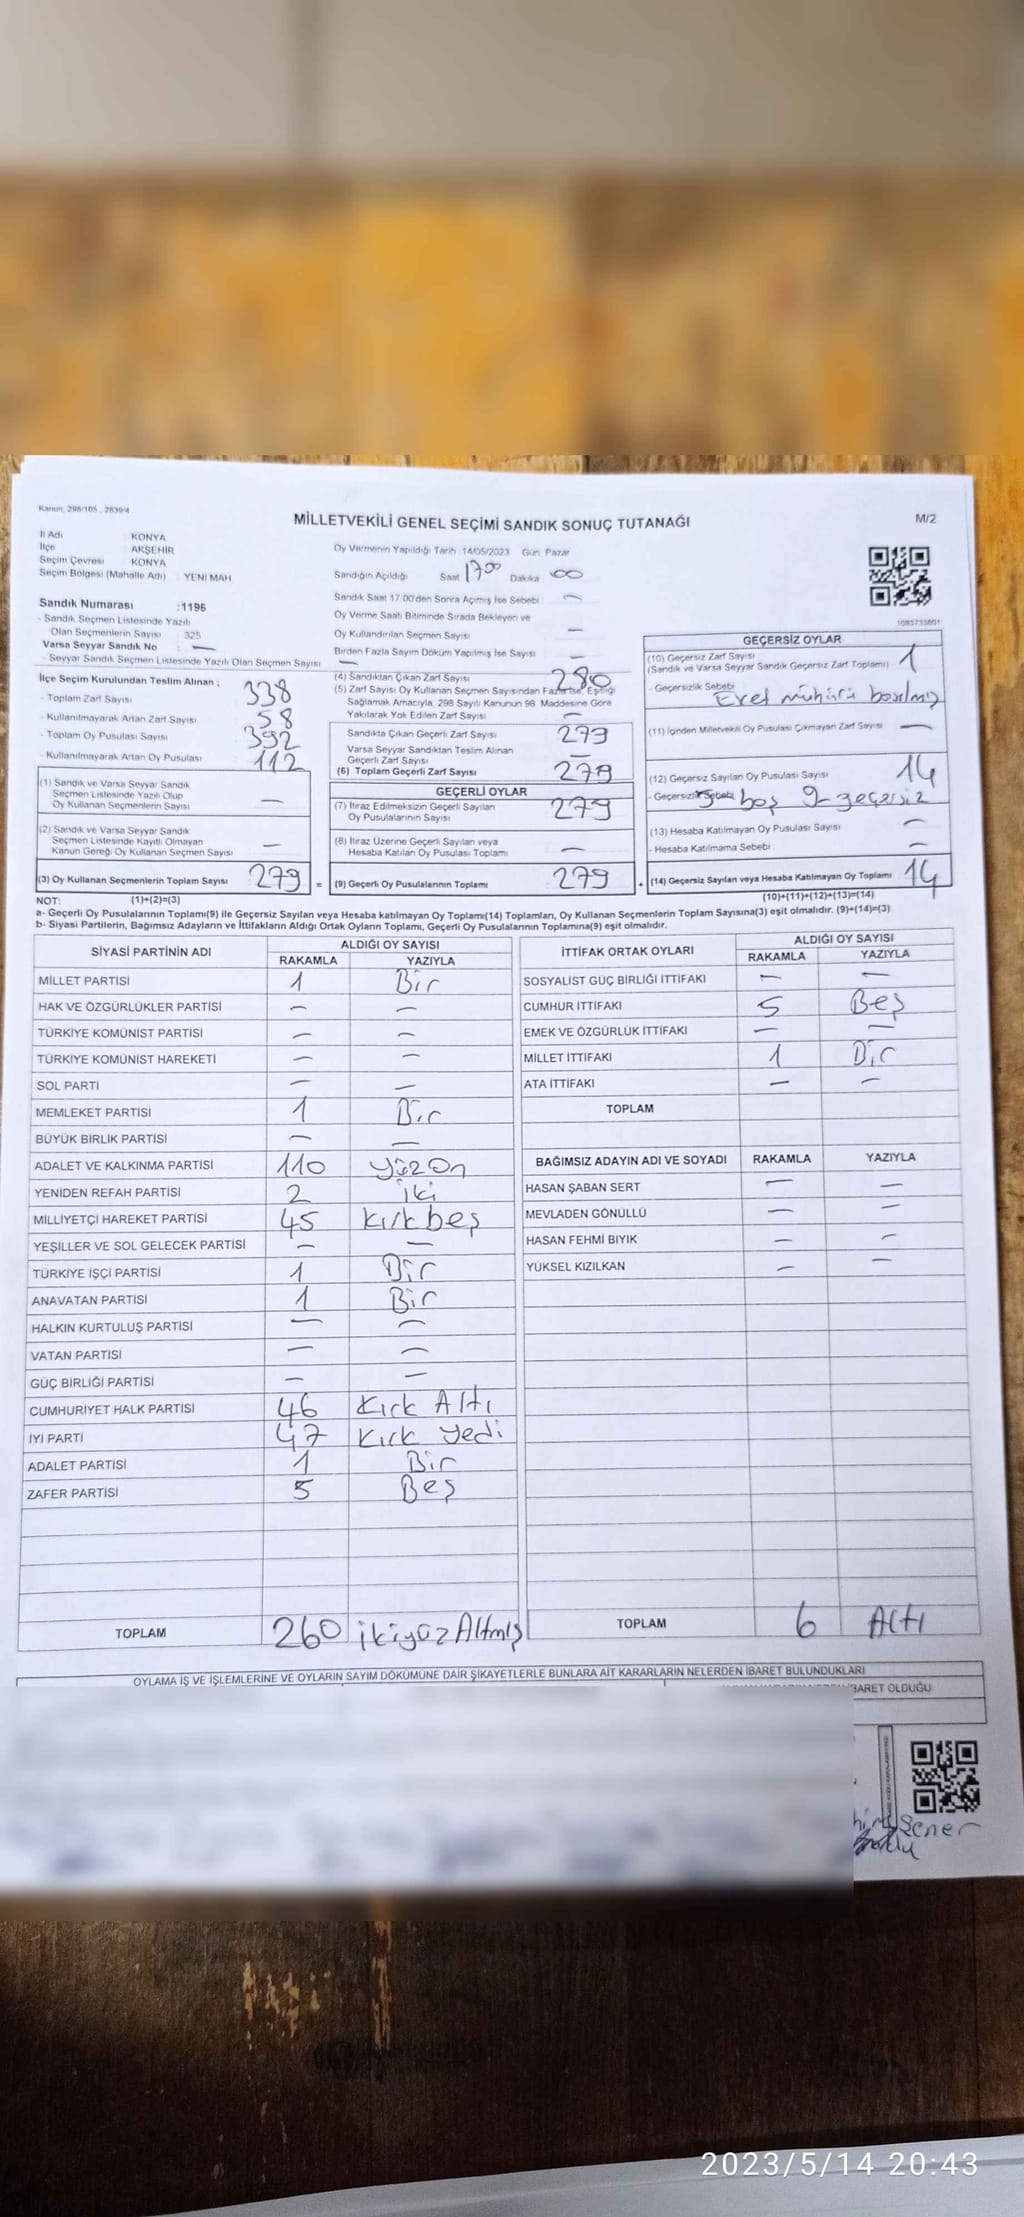 Kanun: 298/105, 2839/4
MİLLETVEKİLİ GENEL SEÇİMİ SANDIK SONUÇ TUTANAĞI
M/2
İl Adı KONYA
İlçe AKŞEHİR
Seçim Çevresi KONYA
Seçim Bölgesi (Mahalle Adı) YENİ MAH
Sandık Numarası :1196
- Sandık Seçmen Listesinde Yazılı
Olan Seçmenlerin Sayısı 325
Varsa Seyyar Sandık No : —
- Seyyar Sandık Seçmen Listesinde Yazılı Olan Seçmen Sayısı —
İlçe Seçim Kurulundan Teslim Alınan ;
- Toplam Zarf Sayısı 338
- Kullanılmayarak Artan Zarf Sayısı 58
- Toplam Oy Pusulası Sayısı 392
- Kullanılmayarak Artan Oy Pusulası 112
(1) Sandık ve Varsa Seyyar Sandık
Seçmen Listesinde Yazılı Olup
Oy Kullanan Seçmenlerin Sayısı —
(2) Sandık ve Varsa Seyyar Sandık
Seçmen Listesinde Kayıtlı Olmayan
Kanun Gereği Oy Kullanan Seçmen Sayısı —
(3) Oy Kullanan Seçmenlerin Toplam Sayısı 279 =
Oy Vermenin Yapıldığı Tarih :14/05/2023 Gün: Pazar
Sandığın Açıldığı Saat 17 00 Dakika 00
Sandık Saat 17.00'den Sonra Açılmış İse Sebebi : —
Oy Verme Saati Bitiminde Sırada Bekleyen ve
Oy Kullandırılan Seçmen Sayısı —
Birden Fazla Sayım Döküm Yapılmış İse Sayısı —
(4) Sandıktan Çıkan Zarf Sayısı 280
(5) Zarf Sayısı Oy Kullanan Seçmen Sayısından Fazla İse, Eşitliği
Sağlamak Amacıyla, 298 Sayılı Kanunun 98. Maddesine Göre
Yakılarak Yok Edilen Zarf Sayısı —
Sandıkta Çıkan Geçerli Zarf Sayısı 279
Varsa Seyyar Sandıktan Teslim Alınan
Geçerli Zarf Sayısı —
(6) Toplam Geçerli Zarf Sayısı 279
GEÇERLİ OYLAR
(7) İtiraz Edilmeksizin Geçerli Sayılan
Oy Pusulalarının Sayısı 279
(8) İtiraz Üzerine Geçerli Sayılan veya
Hesaba Katılan Oy Pusulası Toplamı —
(9) Geçerli Oy Pusulalarının Toplamı 279 +
1083733801
GEÇERSİZ OYLAR
(10) Geçersiz Zarf Sayısı
(Sandık ve Varsa Seyyar Sandık Geçersiz Zarf Toplamı) 1
- Geçersizlik Sebebi Evet mühürü basılmış
(11) İçinden Milletvekili Oy Pusulası Çıkmayan Zarf Sayısı —
(12) Geçersiz Sayılan Oy Pusulası Sayısı 14
- Geçersizlik Sebebi boş 9-geçersiz
(13) Hesaba Katılmayan Oy Pusulası Sayısı —
- Hesaba Katılmama Sebebi —
(14) Geçersiz Sayılan veya Hesaba Katılmayan Oy Toplamı 14
NOT: (1)+(2)=(3) (10)+(11)+(12)+(13)=(14)
a- Geçerli Oy Pusulalarının Toplamı(9) ile Geçersiz Sayılan veya Hesaba katılmayan Oy Toplamı(14) Toplamları, Oy Kullanan Seçmenlerin Toplam Sayısına(3) eşit olmalıdır. (9)+(14)=(3)
b- Siyasi Partilerin, Bağımsız Adayların ve İttifakların Aldığı Ortak Oyların Toplamı, Geçerli Oy Pusulalarının Toplamına(9) eşit olmalıdır.
SİYASİ PARTİNİN ADI ALDIĞI OY SAYISI
RAKAMLA YAZIYLA
MİLLET PARTİSİ 1 Bir
HAK VE ÖZGÜRLÜKLER PARTİSİ — —
TÜRKİYE KOMÜNİST PARTİSİ — —
TÜRKİYE KOMÜNİST HAREKETİ — —
SOL PARTİ — —
MEMLEKET PARTİSİ 1 Bir
BÜYÜK BİRLİK PARTİSİ — —
ADALET VE KALKINMA PARTİSİ 110 Yüz On
YENİDEN REFAH PARTİSİ 2 iki
MİLLİYETÇİ HAREKET PARTİSİ 45 Kırkbeş
YEŞİLLER VE SOL GELECEK PARTİSİ — —
TÜRKİYE İŞÇİ PARTİSİ 1 Bir
ANAVATAN PARTİSİ 1 Bir
HALKIN KURTULUŞ PARTİSİ — —
VATAN PARTİSİ — —
GÜÇ BİRLİĞİ PARTİSİ — —
CUMHURİYET HALK PARTİSİ 46 Kırk Altı
İYİ PARTİ 47 Kırk Yedi
ADALET PARTİSİ 1 Bir
ZAFER PARTİSİ 5 Beş
TOPLAM 260 ikiyüz Altmış
İTTİFAK ORTAK OYLARI ALDIĞI OY SAYISI
RAKAMLA YAZIYLA
SOSYALİST GÜÇ BİRLİĞİ İTTİFAKI — —
CUMHUR İTTİFAKI 5 Beş
EMEK VE ÖZGÜRLÜK İTTİFAKI — —
MİLLET İTTİFAKI 1 Bir
ATA İTTİFAKI — —
TOPLAM
BAĞIMSIZ ADAYIN ADI VE SOYADI RAKAMLA YAZIYLA
HASAN ŞABAN SERT — —
MEVLADEN GÖNÜLLÜ — —
HASAN FEHMİ BIYIK — —
YÜKSEL KIZILKAN — —
TOPLAM 6 Altı
OYLAMA İŞ VE İŞLEMLERİNE VE OYLARIN SAYIM DÖKÜMÜNE DAİR ŞİKAYETLERLE BUNLARA AİT KARARLARIN NELERDEN İBARET BULUNDUKLARI
İBARET OLDUĞU
Şener
2023/5/14 20:43